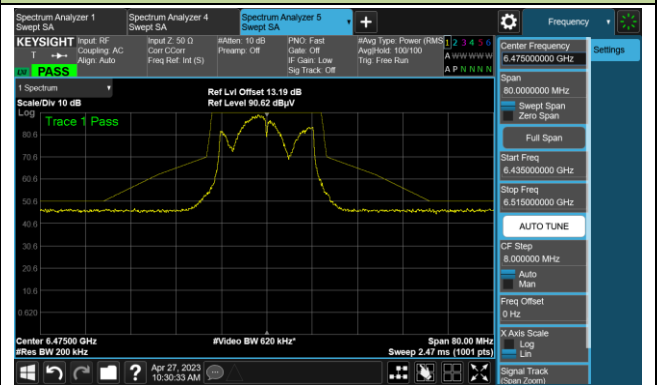 Spectrum Analyzer 1
Swept SA
Spectrum Analyzer 4
Swept SA
Spectrum Analyzer 5
Swept SA
+
Frequency
KEYSIGHT
Input: RF
Coupling: AC
Align: Auto
Input Z: 50 Ω
Corr CCorr
Freq Ref: Int (S)
#Atten: 10 dB
Preamp: Off
PNO: Fast
Gate: Off
IF Gain: Low
Sig Track: Off
#Avg Type: Power (RMS)
Avg|Hold: 100/100
Trig: Free Run
1 2 3 4 5 6
A W W W W W
A P N N N N
T
PASS
1 Spectrum
Scale/Div 10 dB
Ref Lvl Offset 13.19 dB
Ref Level 90.62 dBµV
Log
Trace 1 Pass
80.6
70.6
60.6
50.6
40.6
30.6
20.6
10.6
0.620
Center 6.47500 GHz
#Res BW 200 kHz
#Video BW 620 kHz*
Span 80.00 MHz
Sweep 2.47 ms (1001 pts)
Center Frequency
6.475000000 GHz
Settings
Span
80.0000000 MHz
Swept Span
Zero Span
Full Span
Start Freq
6.435000000 GHz
Stop Freq
6.515000000 GHz
AUTO TUNE
CF Step
8.000000 MHz
Auto
Man
Freq Offset
0 Hz
X Axis Scale
Log
Lin
Signal Track
(Span Zoom)
?
Apr 27, 2023
10:30:33 AM